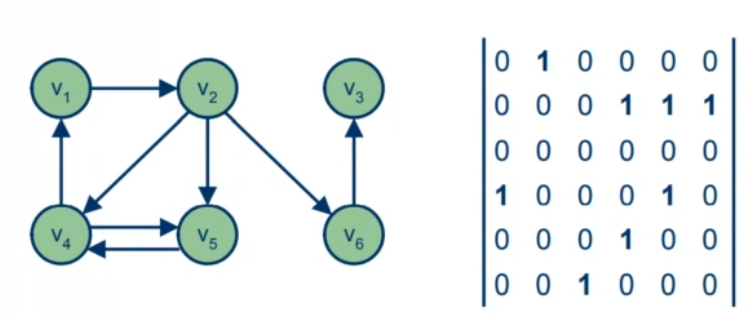 v₁ v₂ v₃
v₄ v₅ v₆
0 1 0 0 0 0
0 0 0 1 1 1
0 0 0 0 0 0
1 0 0 0 1 0
0 0 0 1 0 0
0 0 1 0 0 0